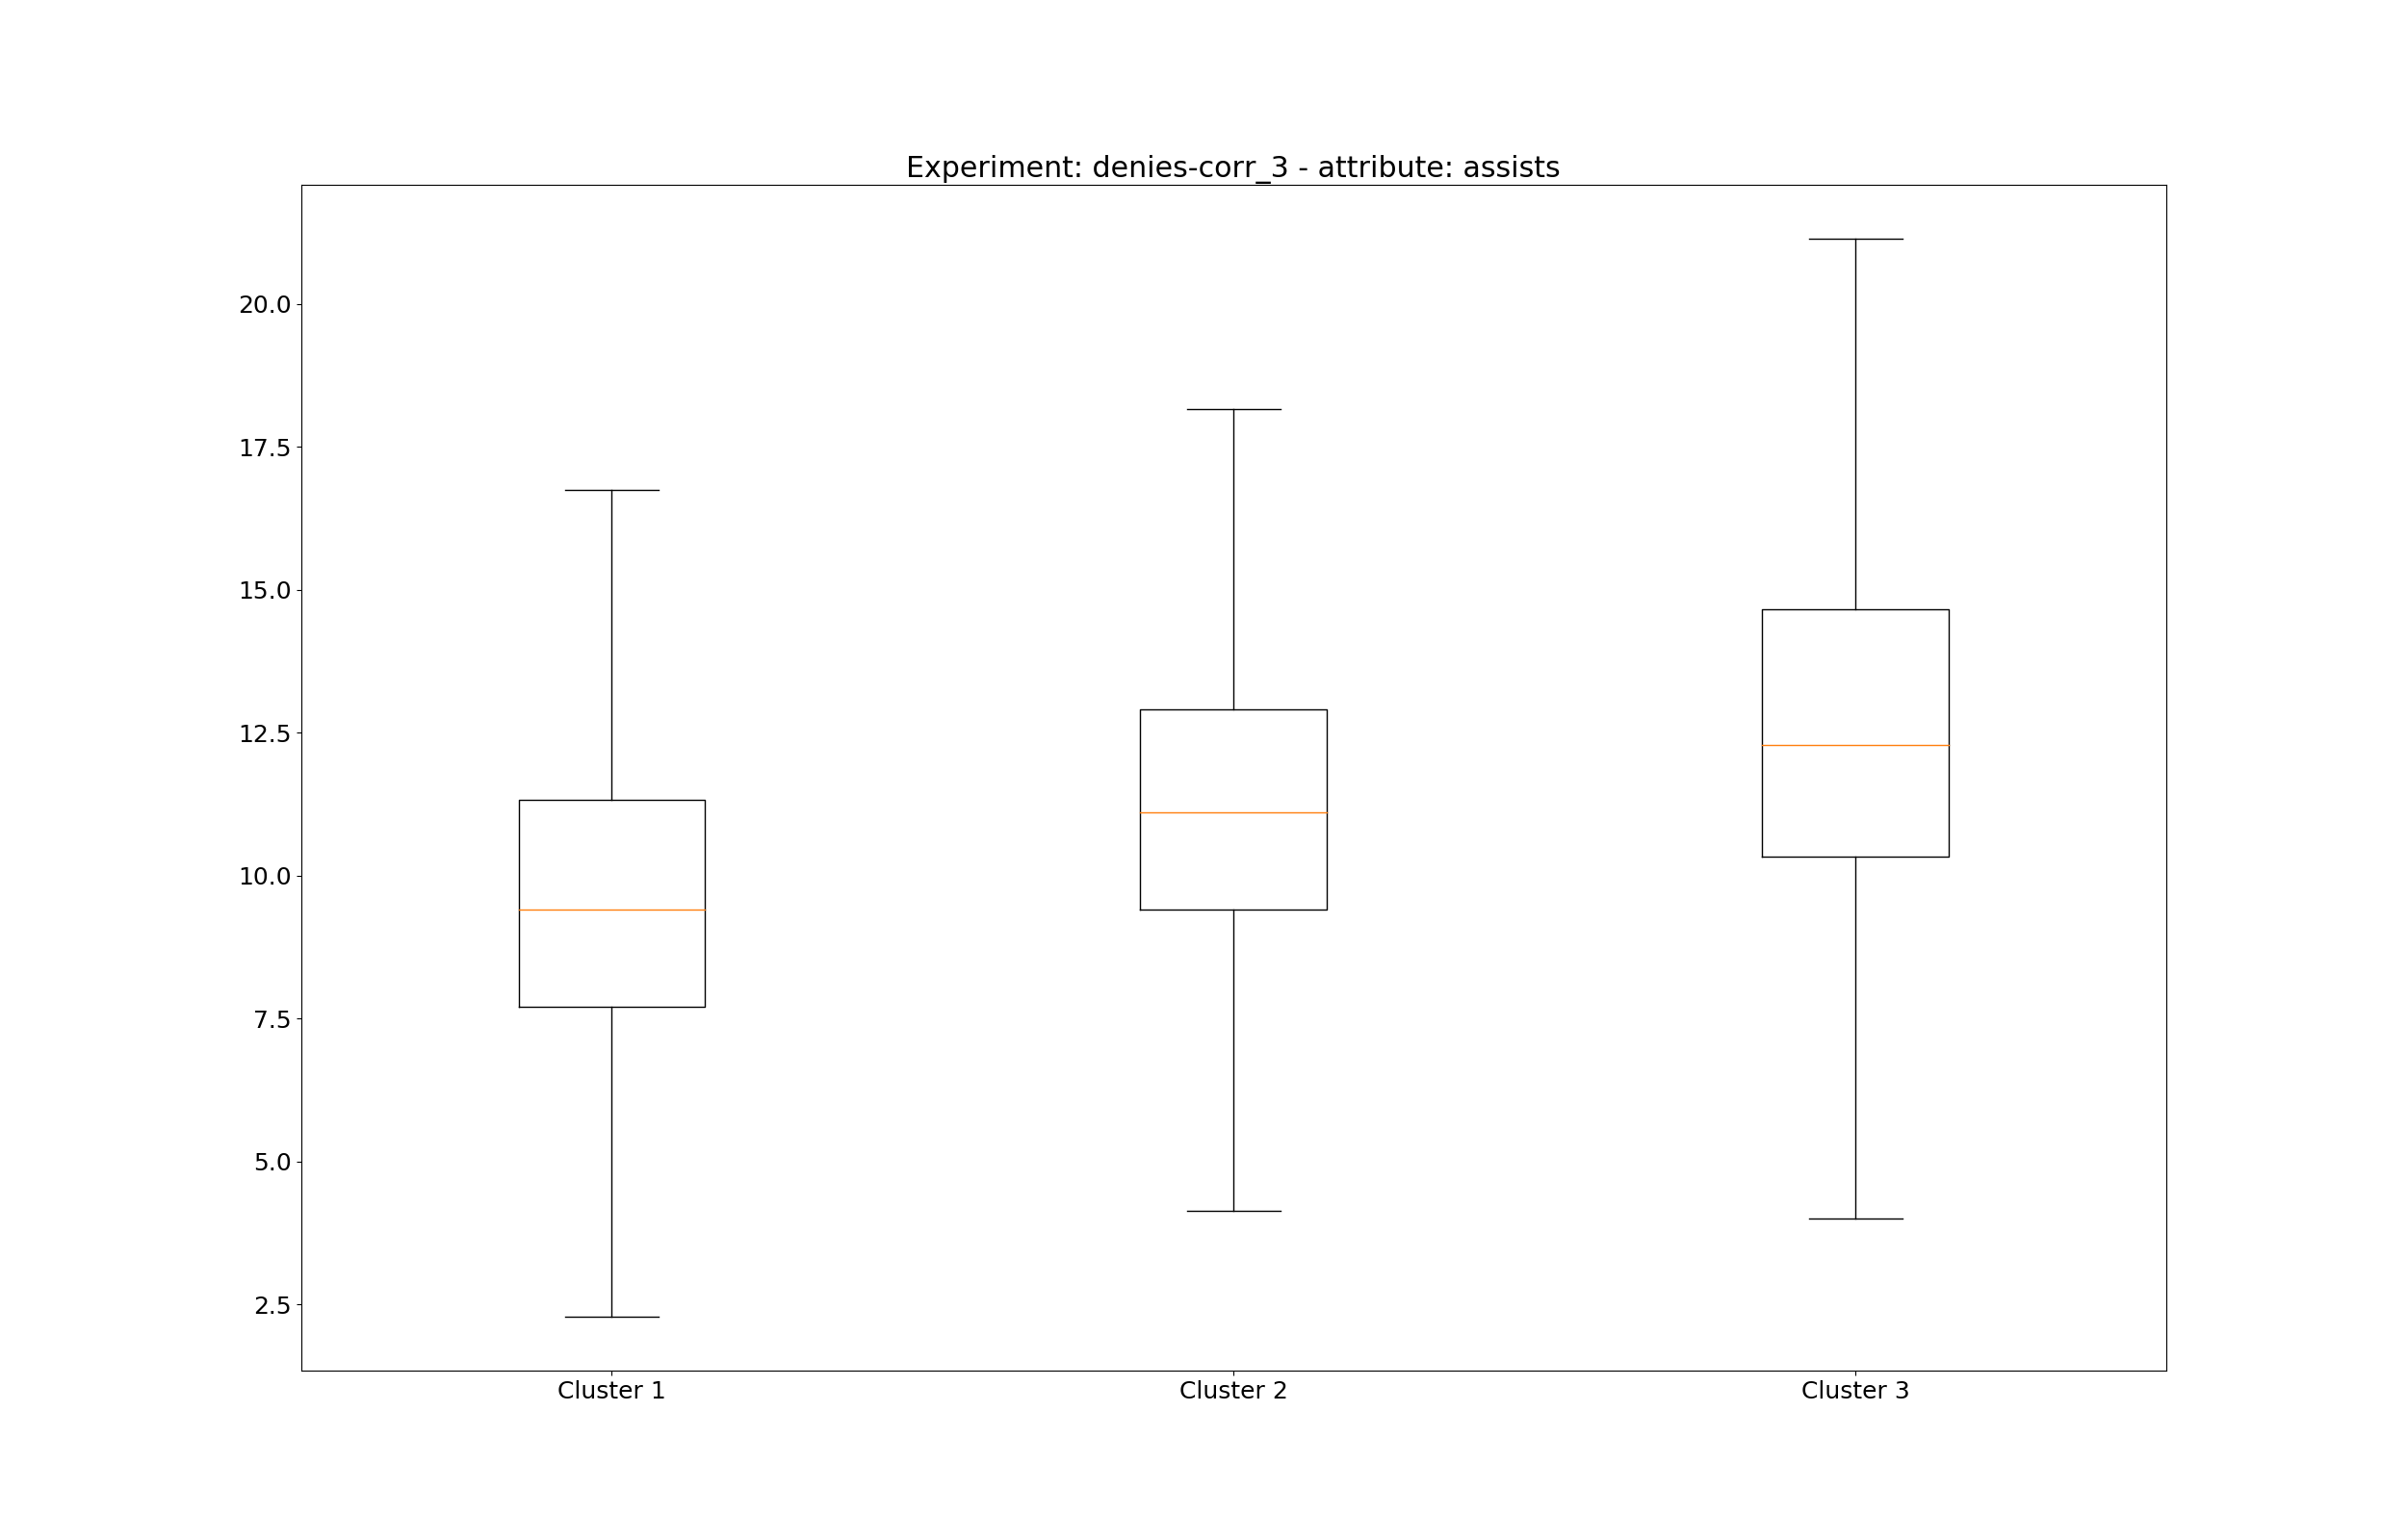 Experiment: denies-corr_3 - attribute: assists
20.0
17.5
15.0
12.5
10.0
7.5
5.0
2.5
Cluster 1
Cluster 2
Cluster 3